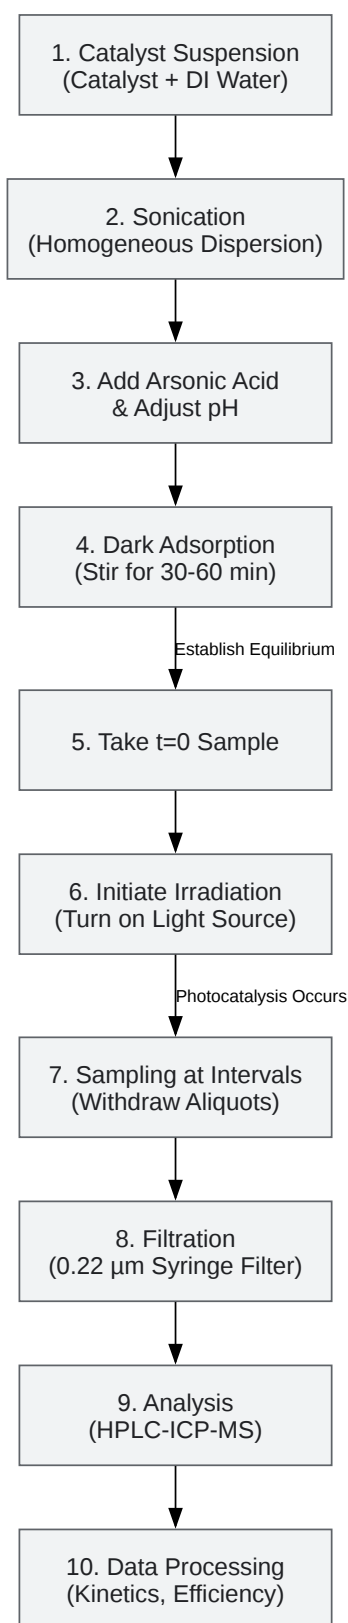 1. Catalyst Suspension
(Catalyst + DI Water)
2. Sonication
(Homogeneous Dispersion)
3. Add Arsonic Acid
& Adjust pH
4. Dark Adsorption
(Stir for 30-60 min)
Establish Equilibrium
5. Take t=0 Sample
6. Initiate Irradiation
(Turn on Light Source)
Photocatalysis Occurs
7. Sampling at Intervals
(Withdraw Aliquots)
8. Filtration
(0.22 µm Syringe Filter)
9. Analysis
(HPLC-ICP-MS)
10. Data Processing
(Kinetics, Efficiency)